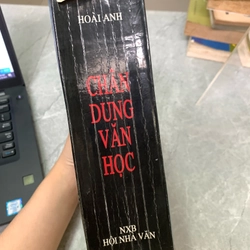 HOÀI ANH
CHÂN
DUNG
VĂN
HỌC
NXB
HỘI NHÀ VĂN